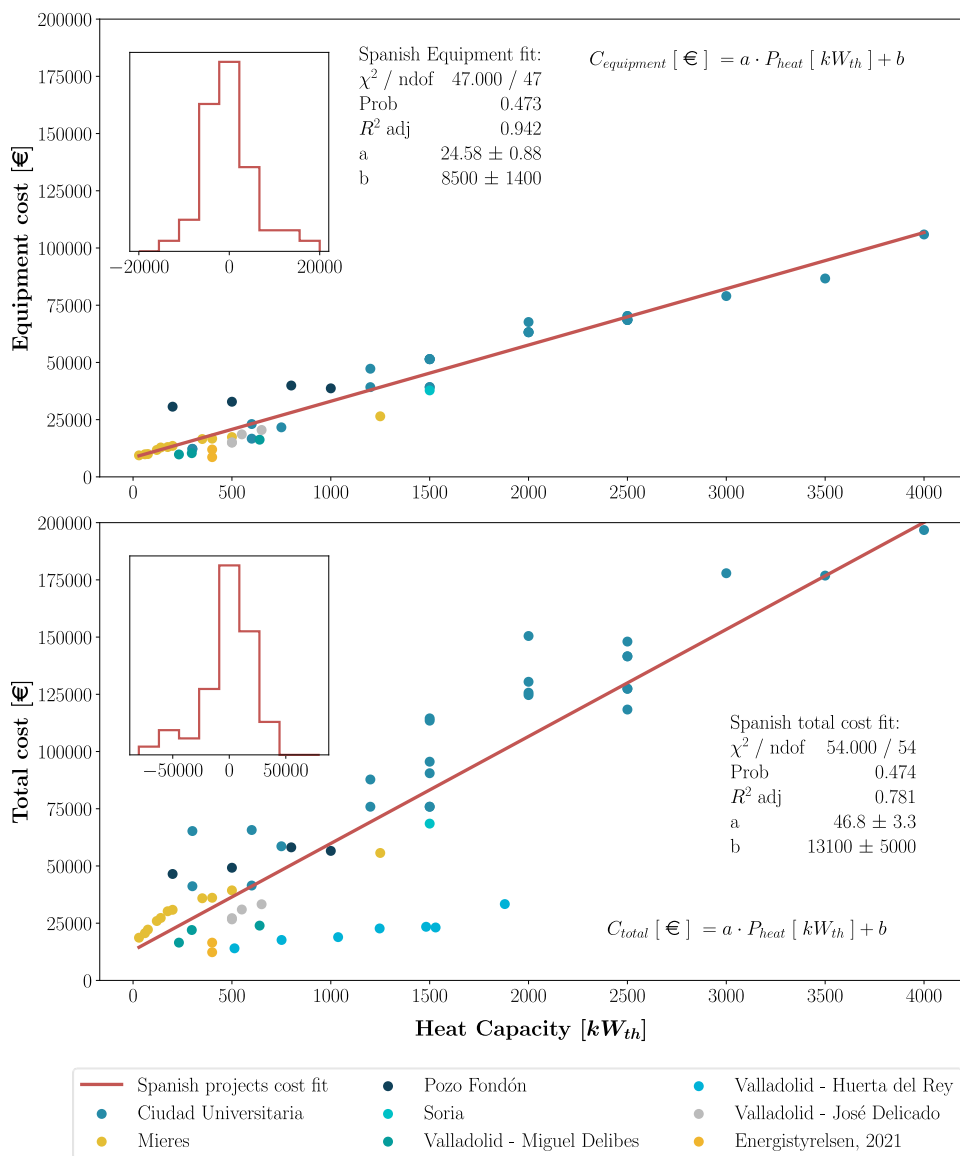 200000
175000
150000
125000
100000
75000
50000
25000
0
Equipment cost [€]
−20000 0 20000
Spanish Equipment fit:
χ² / ndof 47.000 / 47
Prob 0.473
R² adj 0.942
a 24.58 ± 0.88
b 8500 ± 1400
C_equipment [ € ] = a · P_heat [ kW_th ] + b
0 500 1000 1500 2000 2500 3000 3500 4000
200000
175000
150000
125000
100000
75000
50000
25000
0
Total cost [€]
−50000 0 50000
Spanish total cost fit:
χ² / ndof 54.000 / 54
Prob 0.474
R² adj 0.781
a 46.8 ± 3.3
b 13100 ± 5000
C_total [ € ] = a · P_heat [ kW_th ] + b
0 500 1000 1500 2000 2500 3000 3500 4000
Heat Capacity [kW_th]
Spanish projects cost fit
Ciudad Universitaria
Mieres
Pozo Fondón
Soria
Valladolid - Miguel Delibes
Valladolid - Huerta del Rey
Valladolid - José Delicado
Energistyrelsen, 2021